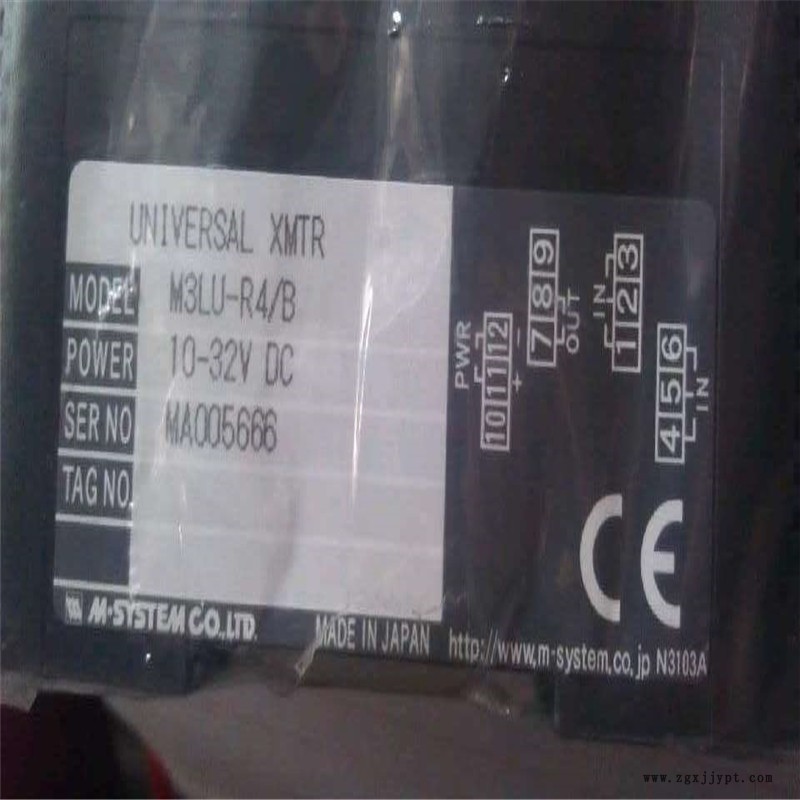 UNIVERSAL XMTR
MODEL M3LU-R4/B
POWER 10-32V DC
SER NO MA005666
TAG NO.
M-SYSTEM CO.,LTD.
MADE IN JAPAN
http://www.m-system.co.jp N3103A
PWR
10 11 12
+ -
7 8 9
OUT
IN
1 2 3
4 5 6
IN
CE
www.zgxjjypt.com